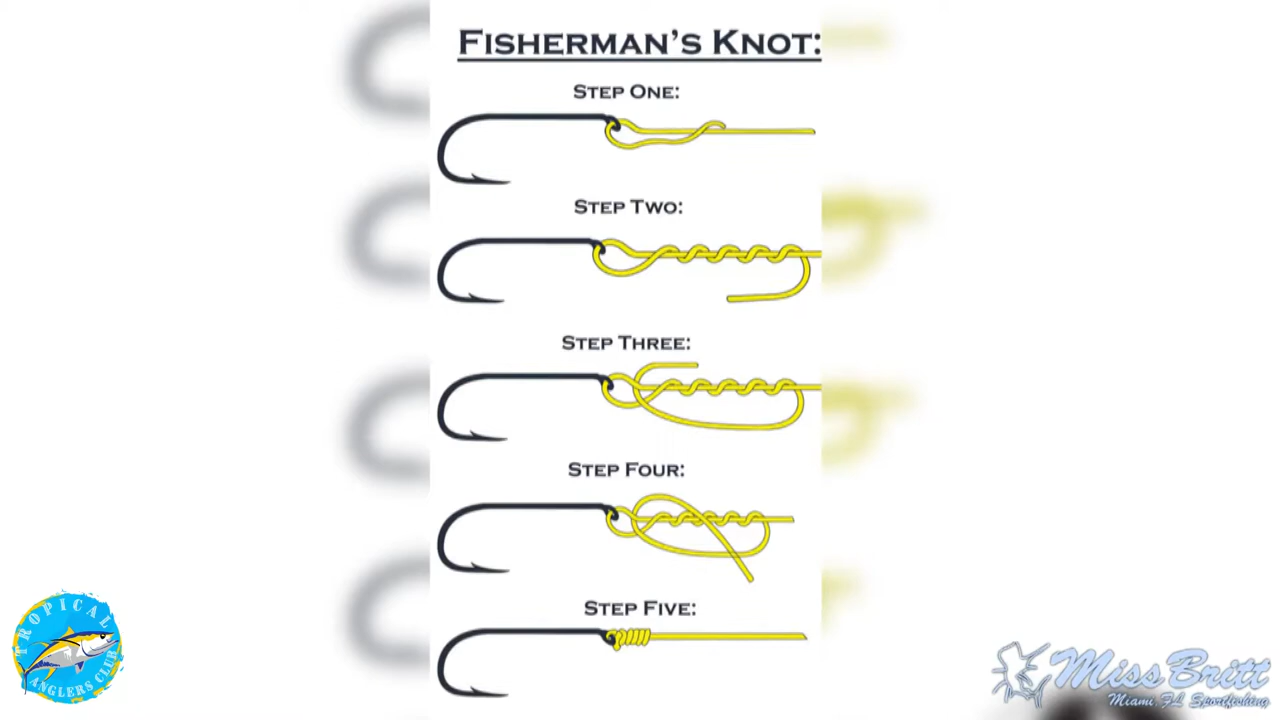 FISHERMAN'S KNOT:
STEP ONE:
STEP TWO:
STEP THREE:
STEP FOUR:
STEP FIVE:
TROPICAL
ANGLERS CLUB
Miss Britt
Miami, FL Sportfishing